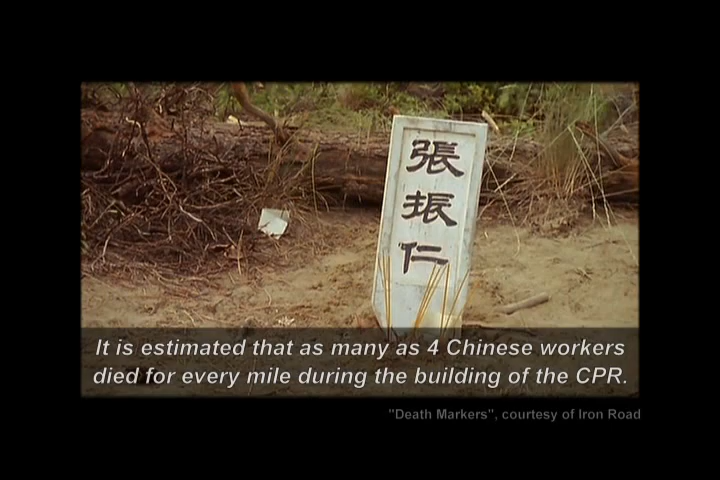 張
振
仁
It is estimated that as many as 4 Chinese workers
died for every mile during the building of the CPR.
"Death Markers", courtesy of Iron Road